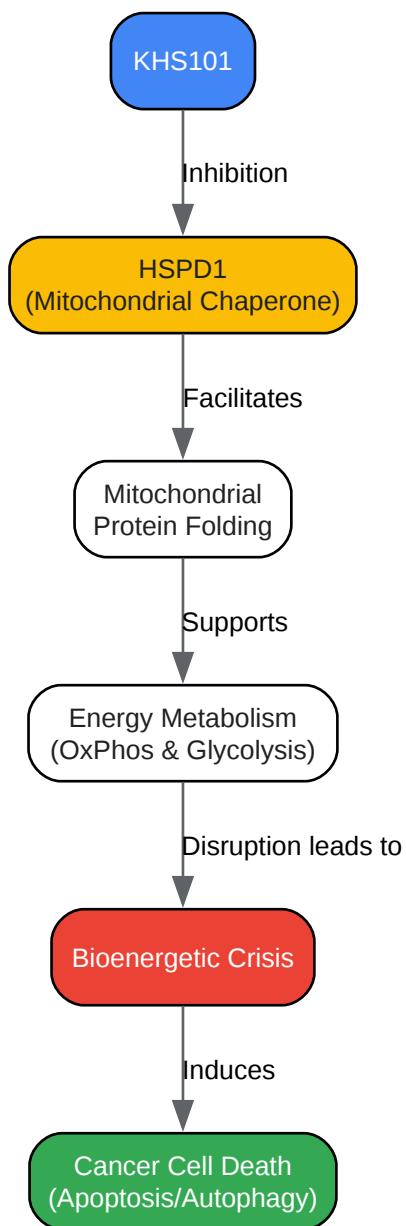 KHS101
Inhibition
HSPD1
(Mitochondrial Chaperone)
Facilitates
Mitochondrial
Protein Folding
Supports
Energy Metabolism
(OxPhos & Glycolysis)
Disruption leads to
Bioenergetic Crisis
Induces
Cancer Cell Death
(Apoptosis/Autophagy)